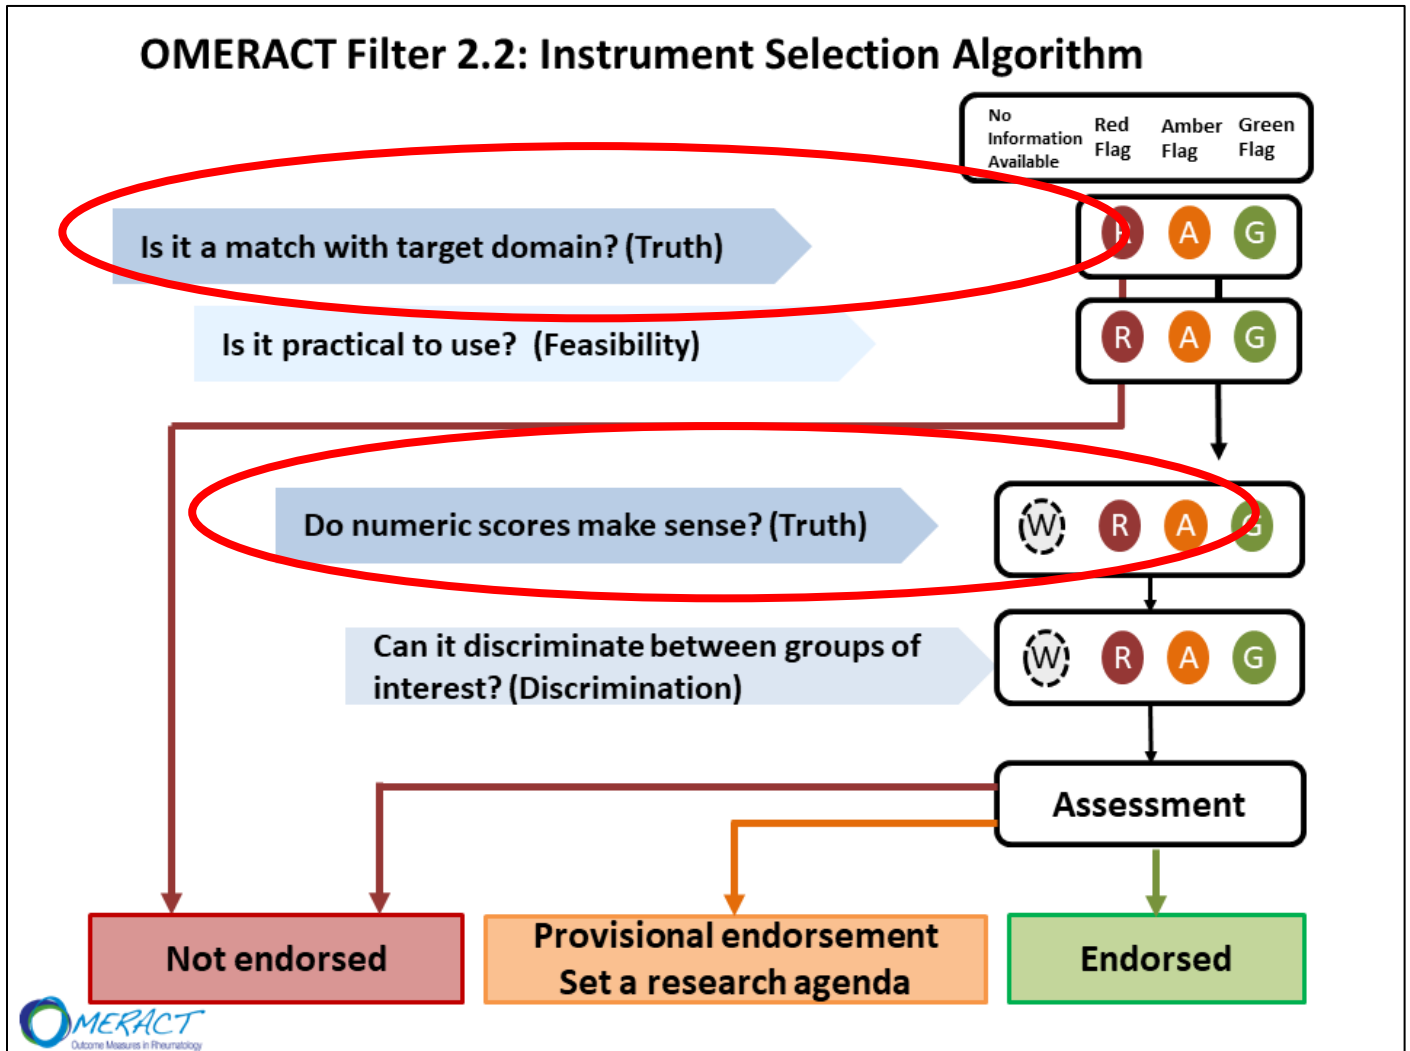 OMERACT Filter 2.2: Instrument Selection Algorithm
No
Information
Available
Red
Flag
Amber
Flag
Green
Flag
Is it a match with target domain? (Truth)
R A G
Is it practical to use? (Feasibility)
R A G
Do numeric scores make sense? (Truth)
W R A G
Can it discriminate between groups of
interest? (Discrimination)
W R A G
Assessment
Not endorsed
Provisional endorsement
Set a research agenda
Endorsed
OMERACT
Outcome Measures in Rheumatology